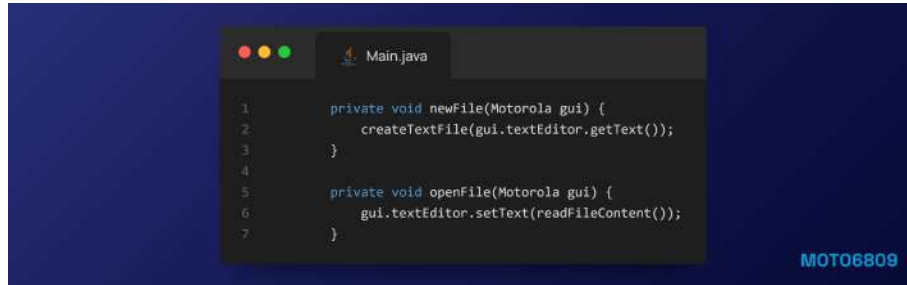 Main.java
1 private void newFile(Motorola gui) {
2 createTextFile(gui.textEditor.getText());
3 }
4
5 private void openFile(Motorola gui) {
6 gui.textEditor.setText(readFileContent());
7 }
MOTO6809